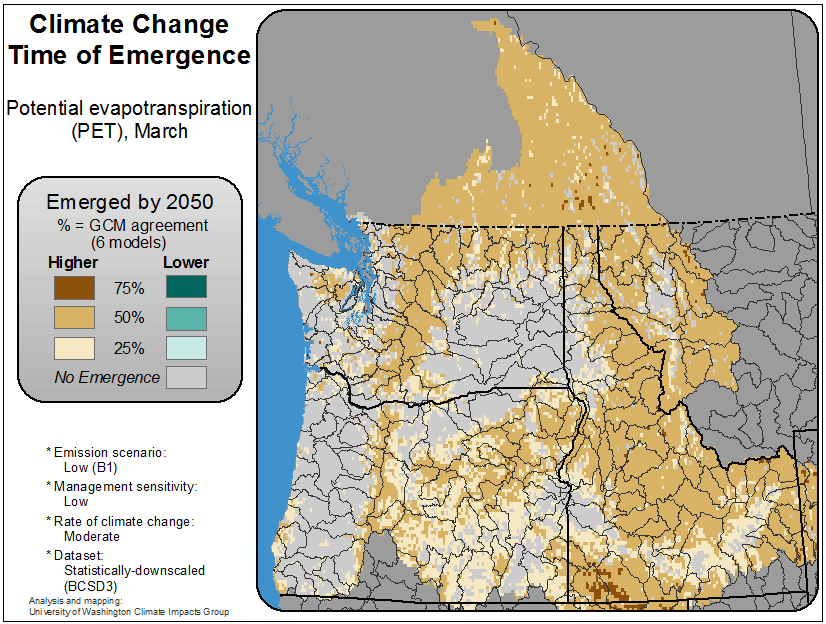 Climate Change
Time of Emergence
Potential evapotranspiration
(PET), March
Emerged by 2050
% = GCM agreement
(6 models)
Higher Lower
75%
50%
25%
No Emergence
* Emission scenario:
Low (B1)
* Management sensitivity:
Low
* Rate of climate change:
Moderate
* Dataset:
Statistically-downscaled
(BCSD3)
Analysis and mapping:
University of Washington Climate Impacts Group